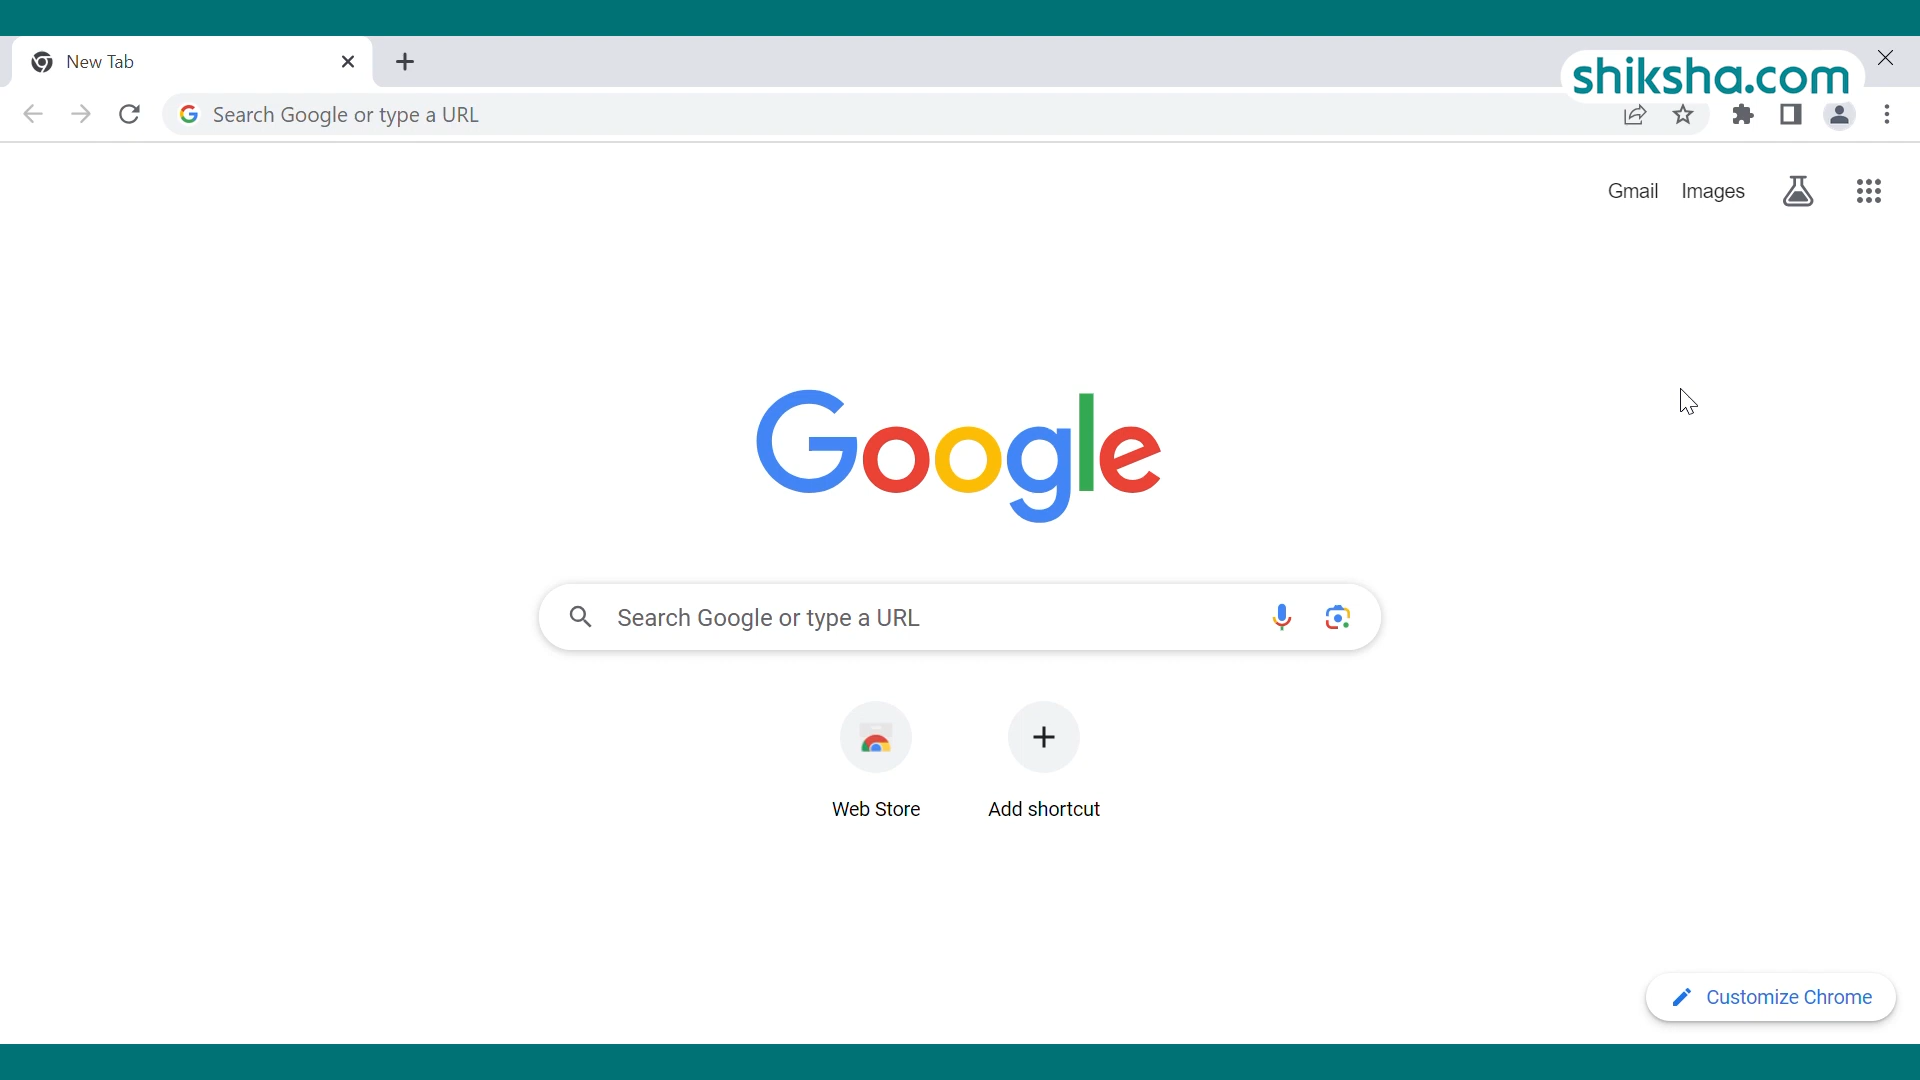 New Tab
shiksha.com
Search Google or type a URL
Gmail Images
Google
Search Google or type a URL
Web Store Add shortcut
Customize Chrome